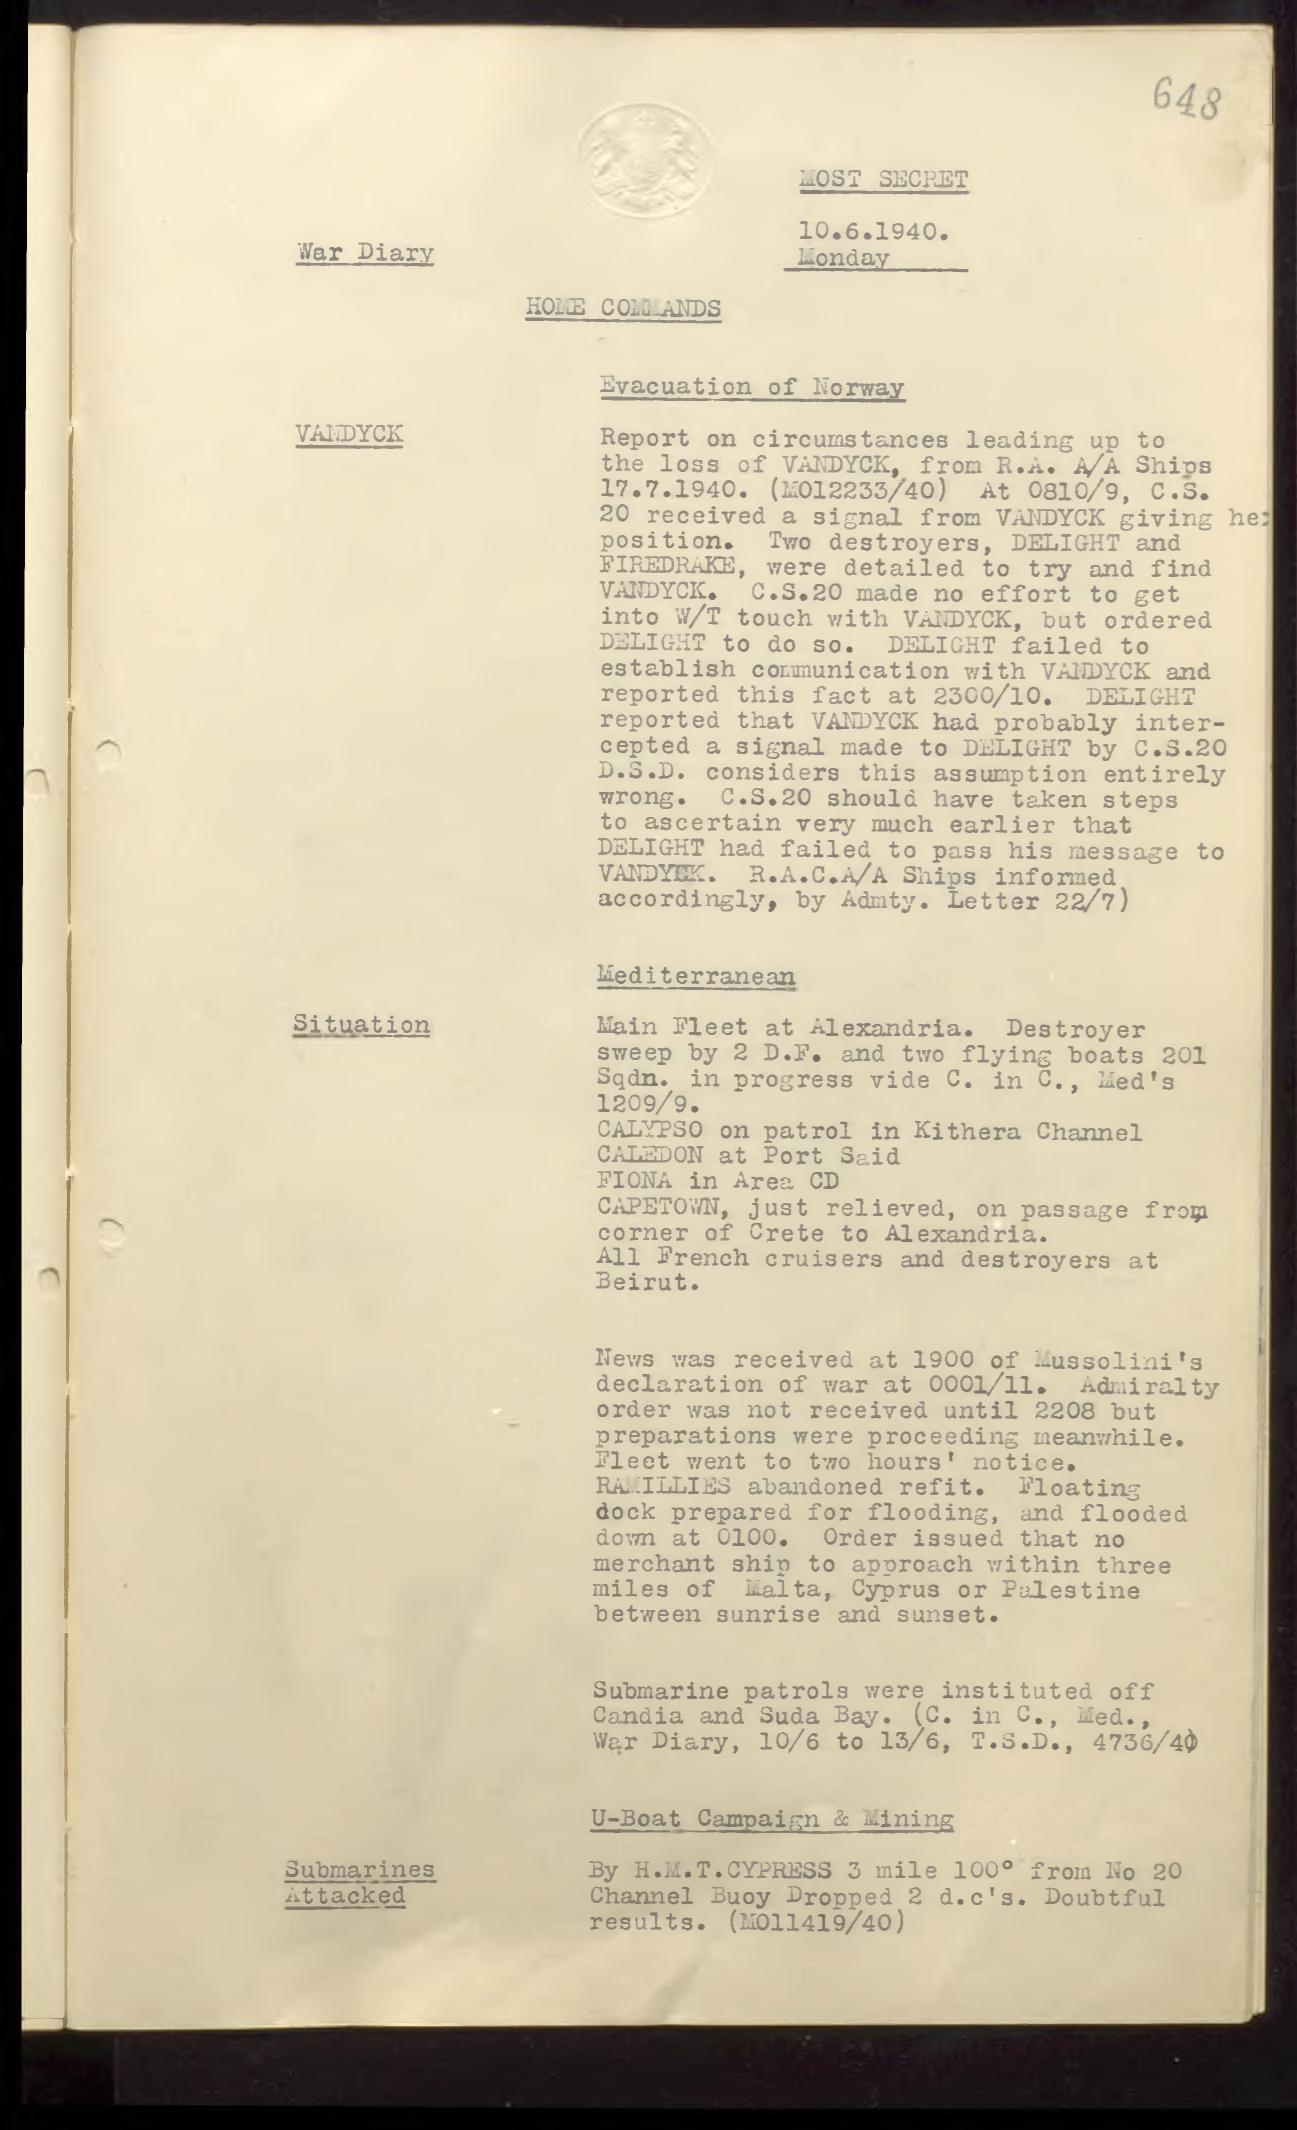 648
MOST SECRET
10.6.1940.
War Diary
Monday
HOME COMMANDS
Evacuation of Norway
VANDYCK
Report on circumstances leading up to
the loss of VANDYCK, from R.A. A/A Ships
17.7.1940. (M012233/40) At 0810/9, C.S.
20 received a signal from VANDYCK giving her
position. Two destroyers, DELIGHT and
FIREDRAKE, were detailed to try and find
VANDYCK. C.S.20 made no effort to get
into W/T touch with VANDYCK, but ordered
DELIGHT to do so. DELIGHT failed to
establish communication with VANDYCK and
reported this fact at 2300/10. DELIGHT
reported that VANDYCK had probably inter-
cepted a signal made to DELIGHT by C.S.20
D.S.D. considers this assumption entirely
wrong. C.S.20 should have taken steps
to ascertain very much earlier that
DELIGHT had failed to pass his message to
VANDYCK. R.A.C.A/A Ships informed
accordingly, by Admty. Letter 22/7)
Mediterranean
Situation
Main Fleet at Alexandria. Destroyer
sweep by 2 D.F. and two flying boats 201
Sqdn. in progress vide C. in C., Med's
1209/9.
CALYPSO on patrol in Kithera Channel
CALEDON at Port Said
FIONA in Area CD
CAPETOWN, just relieved, on passage from
corner of Crete to Alexandria.
All French cruisers and destroyers at
Beirut.
News was received at 1900 of Mussolini's
declaration of war at 0001/11. Admiralty
order was not received until 2208 but
preparations were proceeding meanwhile.
Fleet went to two hours' notice.
RAMILLIES abandoned refit. Floating
dock prepared for flooding, and flooded
down at 0100. Order issued that no
merchant ship to approach within three
miles of Malta, Cyprus or Palestine
between sunrise and sunset.
Submarine patrols were instituted off
Candia and Suda Bay. (C. in C., Med.,
War Diary, 10/6 to 13/6, T.S.D., 4736/40)
U-Boat Campaign & Mining
Submarines
Attacked
By H.M.T.CYPRESS 3 mile 100° from No 20
Channel Buoy Dropped 2 d.c's. Doubtful
results. (M011419/40)